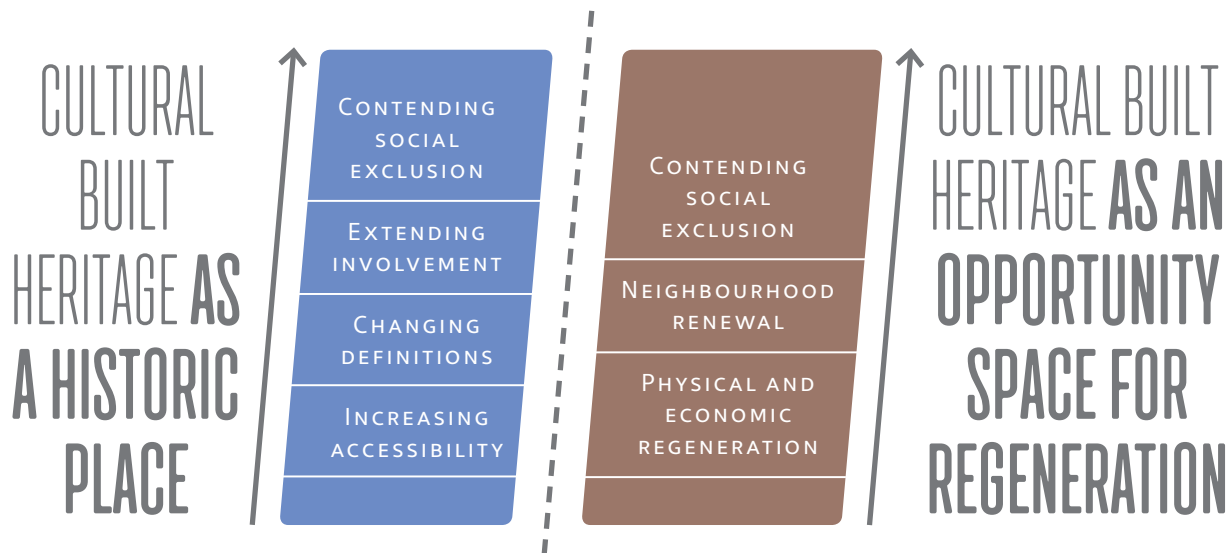 CULTURAL
BUILT
HERITAGE AS
A HISTORIC
PLACE
CONTENDING
SOCIAL
EXCLUSION
EXTENDING
INVOLVEMENT
CHANGING
DEFINITIONS
INCREASING
ACCESSIBILITY
CONTENDING
SOCIAL
EXCLUSION
NEIGHBOURHOOD
RENEWAL
PHYSICAL AND
ECONOMIC
REGENERATION
CULTURAL BUILT
HERITAGE AS AN
OPPORTUNITY
SPACE FOR
REGENERATION